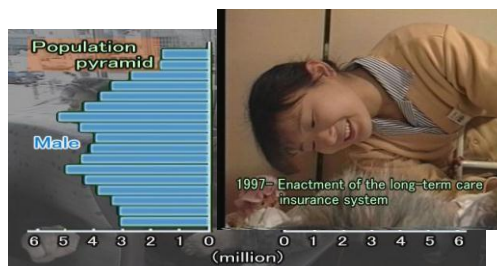 Population
pyramid
Male
1997- Enactment of the long-term care
insurance system
6 5 4 3 2 1 0 0 1 2 3 4 5 6
(million)